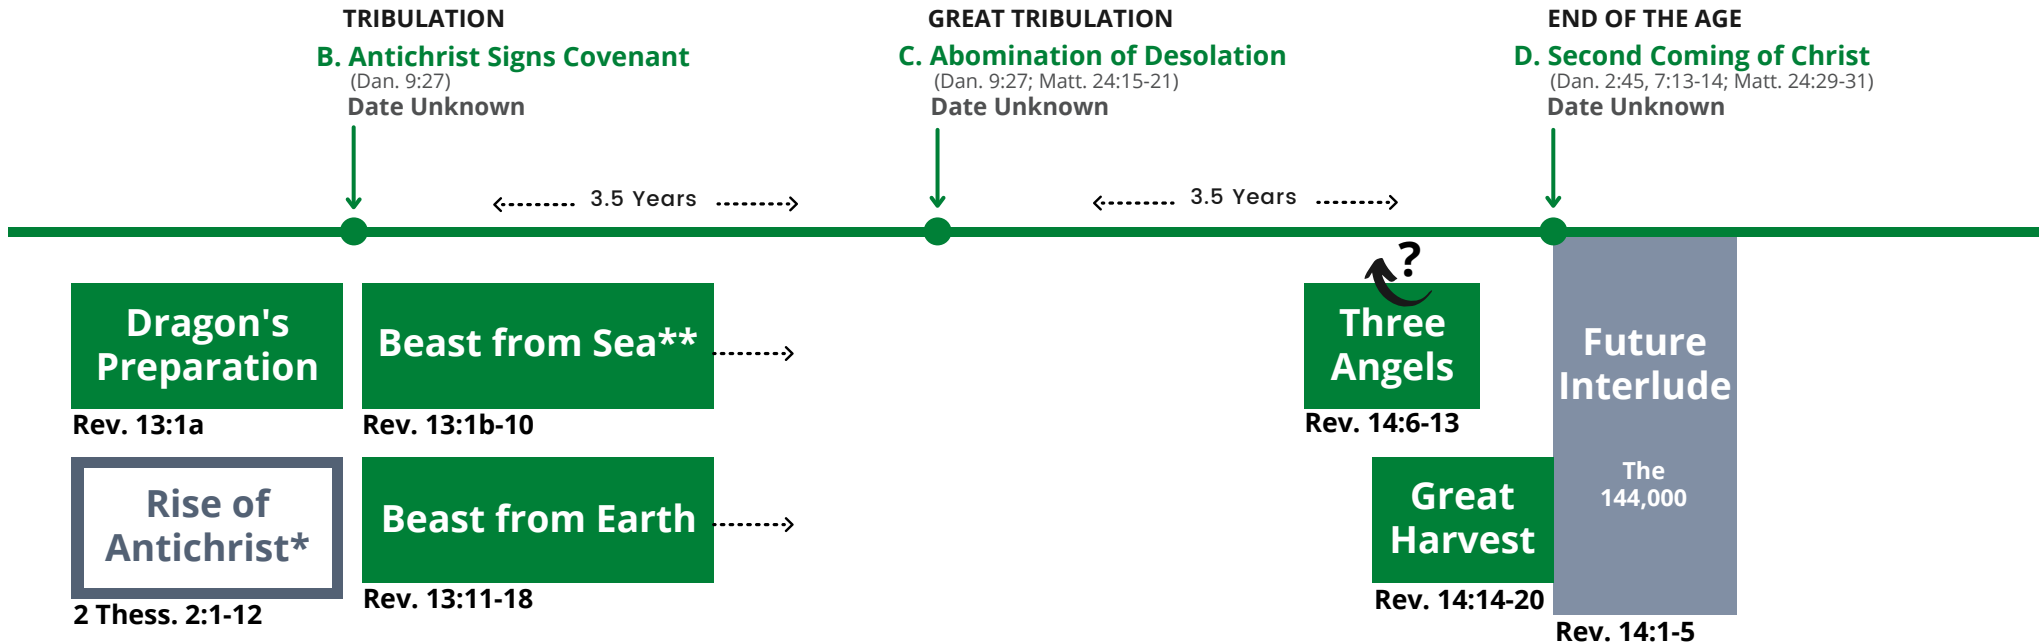 TRIBULATION
B. Antichrist Signs Covenant
(Dan. 9:27)
Date Unknown
GREAT TRIBULATION
C. Abomination of Desolation
(Dan. 9:27; Matt. 24:15-21)
Date Unknown
END OF THE AGE
D. Second Coming of Christ
(Dan. 2:45, 7:13-14; Matt. 24:29-31)
Date Unknown
3.5 Years
3.5 Years
Dragon's
Preparation
Rev. 13:1a
Beast from Sea**
Rev. 13:1b-10
?
Three
Angels
Rev. 14:6-13
Future
Interlude
The
144,000
Rev. 14:1-5
Rise of
Antichrist*
2 Thess. 2:1-12
Beast from Earth
Rev. 13:11-18
Great
Harvest
Rev. 14:14-20